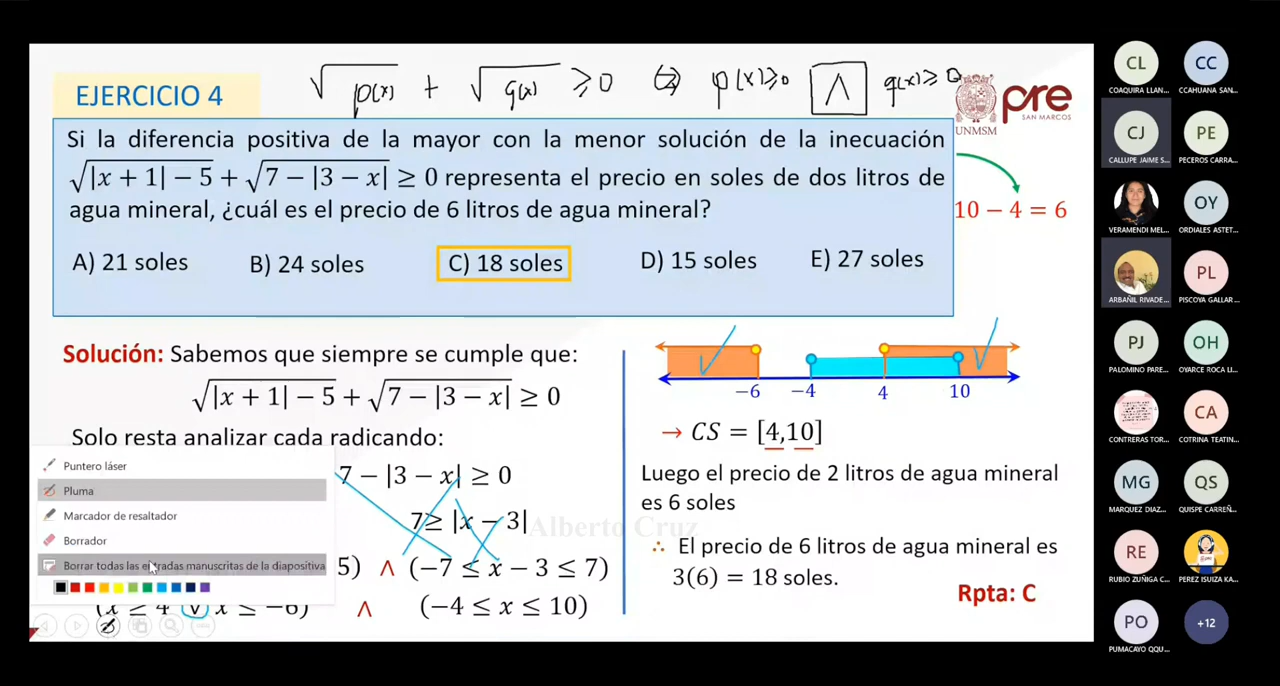 √p(x) + √q(x) ≥ 0 ⇔ p(x) ≥ 0 ∧ q(x) ≥ 0
EJERCICIO 4
UNMSM
pre
SAN MARCOS
Si la diferencia positiva de la mayor con la menor solución de la inecuación
√|x + 1| − 5 + √7 − |3 − x| ≥ 0 representa el precio en soles de dos litros de
agua mineral, ¿cuál es el precio de 6 litros de agua mineral?
10 − 4 = 6
A) 21 soles B) 24 soles C) 18 soles D) 15 soles E) 27 soles
Solución: Sabemos que siempre se cumple que:
√|x + 1| − 5 + √7 − |3 − x| ≥ 0
Solo resta analizar cada radicando:
7 − |3 − x| ≥ 0
7 ≥ |x − 3|
5) ∧ (−7 ≤ x − 3 ≤ 7)
(x ≥ 4 ∨ x ≤ −6) ∧ (−4 ≤ x ≤ 10)
Puntero láser
Pluma
Marcador de resaltador
Borrador
Borrar todas las entradas manuscritas de la diapositiva
−6 −4 4 10
→ CS = [4,10]
Luego el precio de 2 litros de agua mineral
es 6 soles
Alberto Cruz
∴ El precio de 6 litros de agua mineral es
3(6) = 18 soles.
Rpta: C
CL CC
COAQUIRA LLAN... CCAHUANA SAN...
CJ PE
CALLUPE JAIME S... PECEROS CARRA...
OY
VERAMENDI MEL... ORDIALES ASTET...
PL
ARBAÑIL RIVADE... PISCOYA GALLAR...
PJ OH
PALOMINO PARE... OYARCE ROCA LI...
CA
CONTRERAS TOR... COTRINA TEATIN...
MG QS
MARQUEZ DIAZ... QUISPE CARREÑ...
RE
RUBIO ZUÑIGA C... PEREZ ISUIZA KA...
PO +12
PUMACAYO QQU...